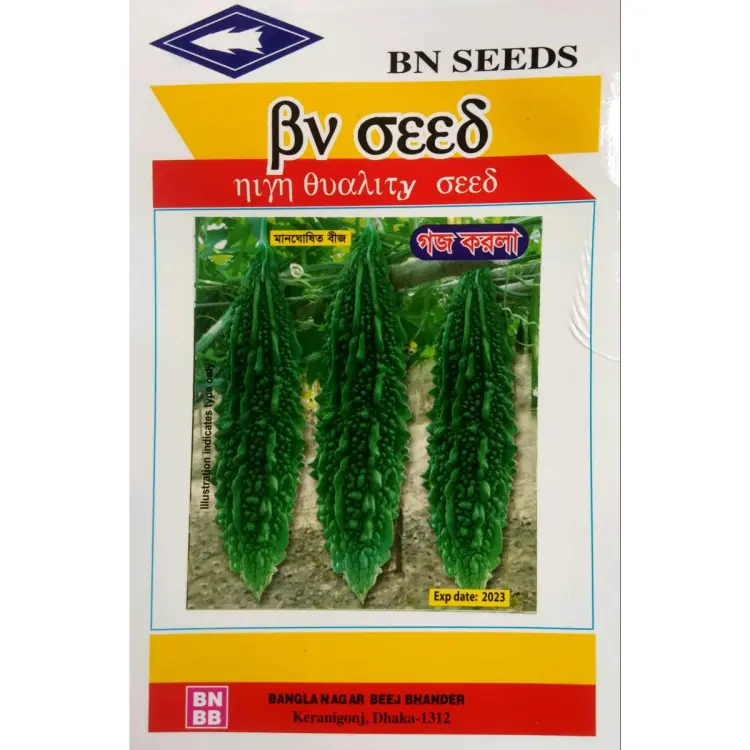 BN SEEDS
βν σεεδ
ηιγη θυαλιτy σεεδ
মানঘোষিত বীজ
গজ করলা
Illustration indicates type only
Exp date: 2023
BN
BB
BANGLA NAGAR BEEJ BHANDER
Keranigonj, Dhaka-1312